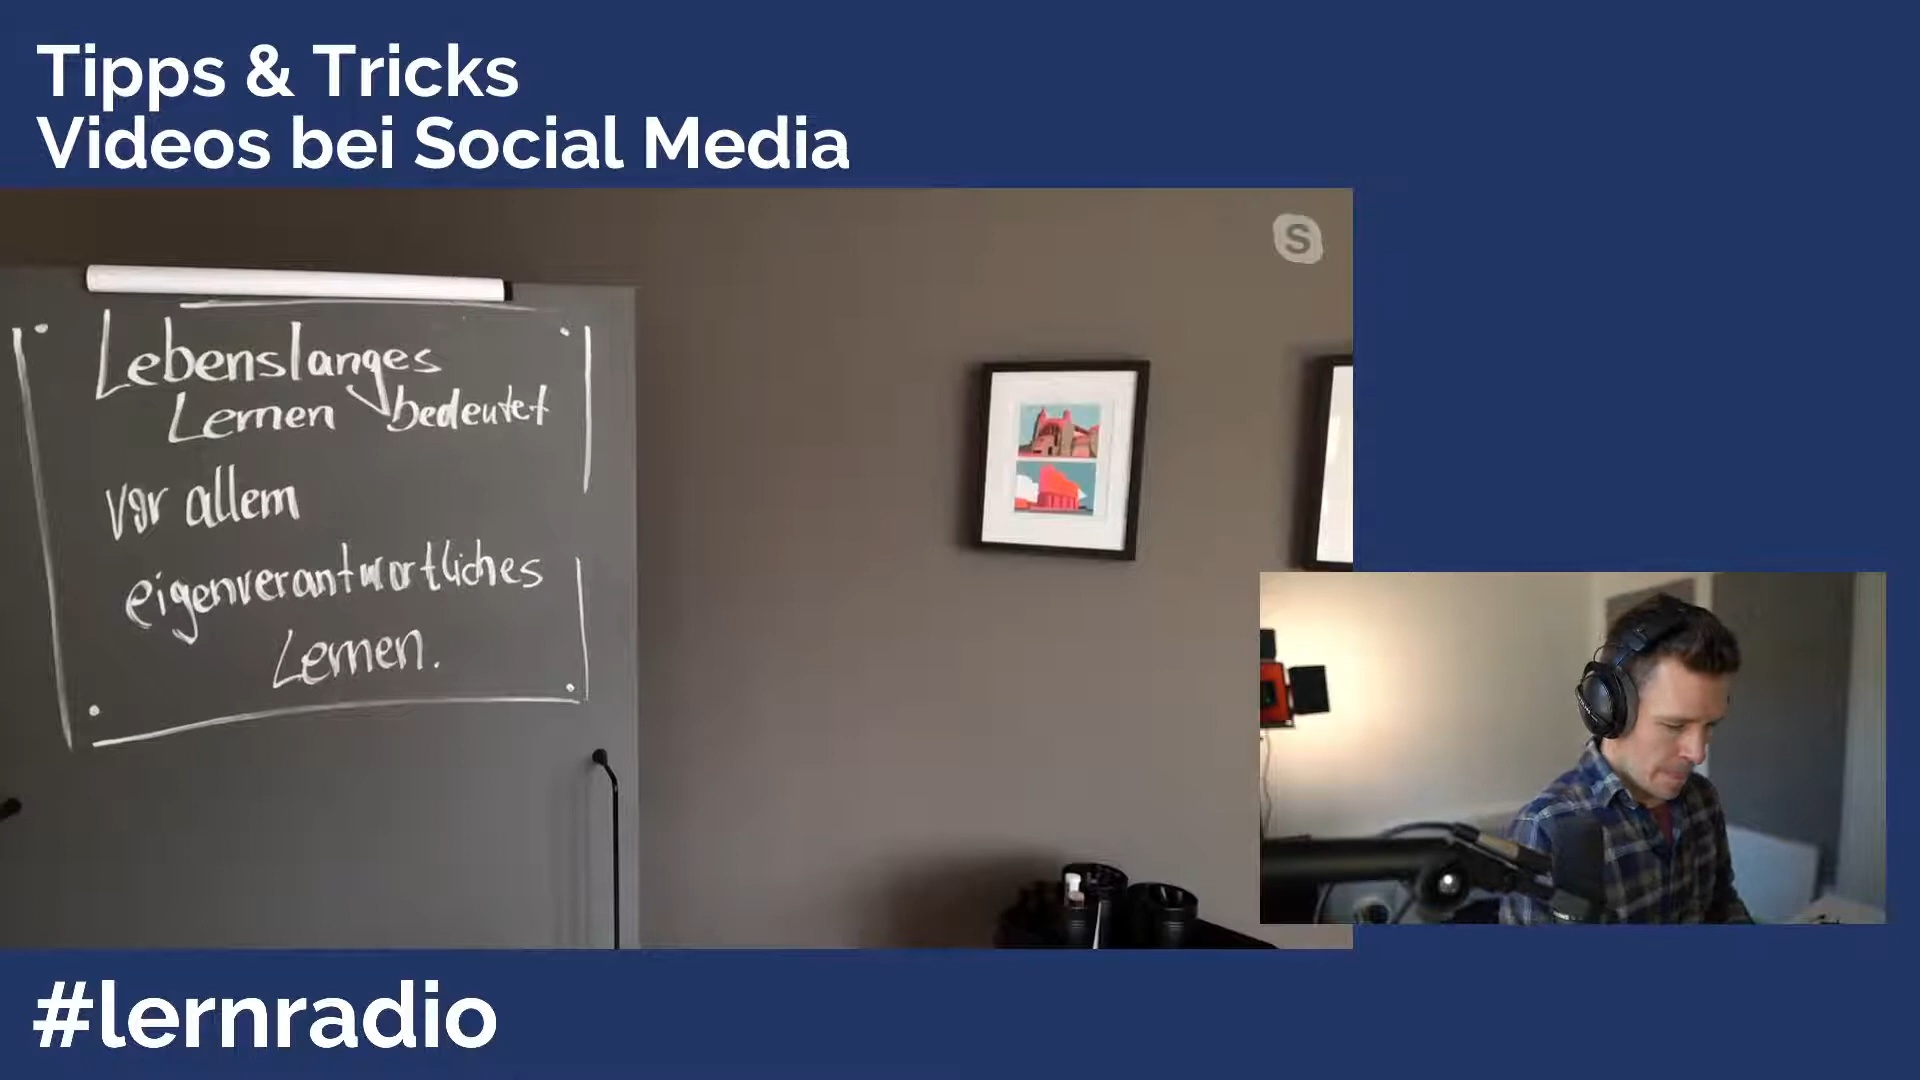 Tipps & Tricks
Videos bei Social Media
S
Lebenslanges
Lernen bedeutet
vor allem
eigenverantwortliches
Lernen.
#lernradio